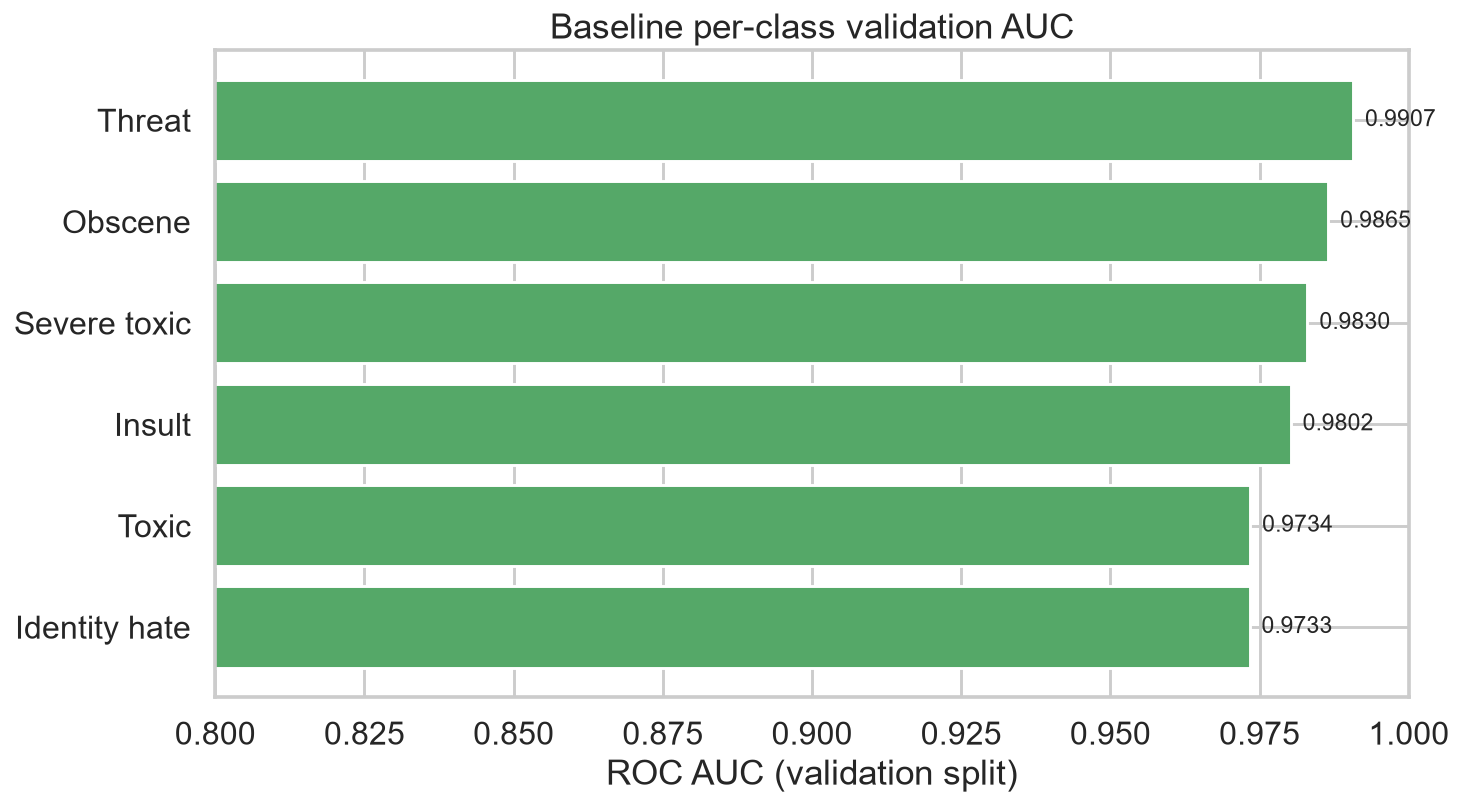 Baseline per-class validation AUC
Threat 0.9907
Obscene 0.9865
Severe toxic 0.9830
Insult 0.9802
Toxic 0.9734
Identity hate 0.9733
0.800 0.825 0.850 0.875 0.900 0.925 0.950 0.975 1.000
ROC AUC (validation split)